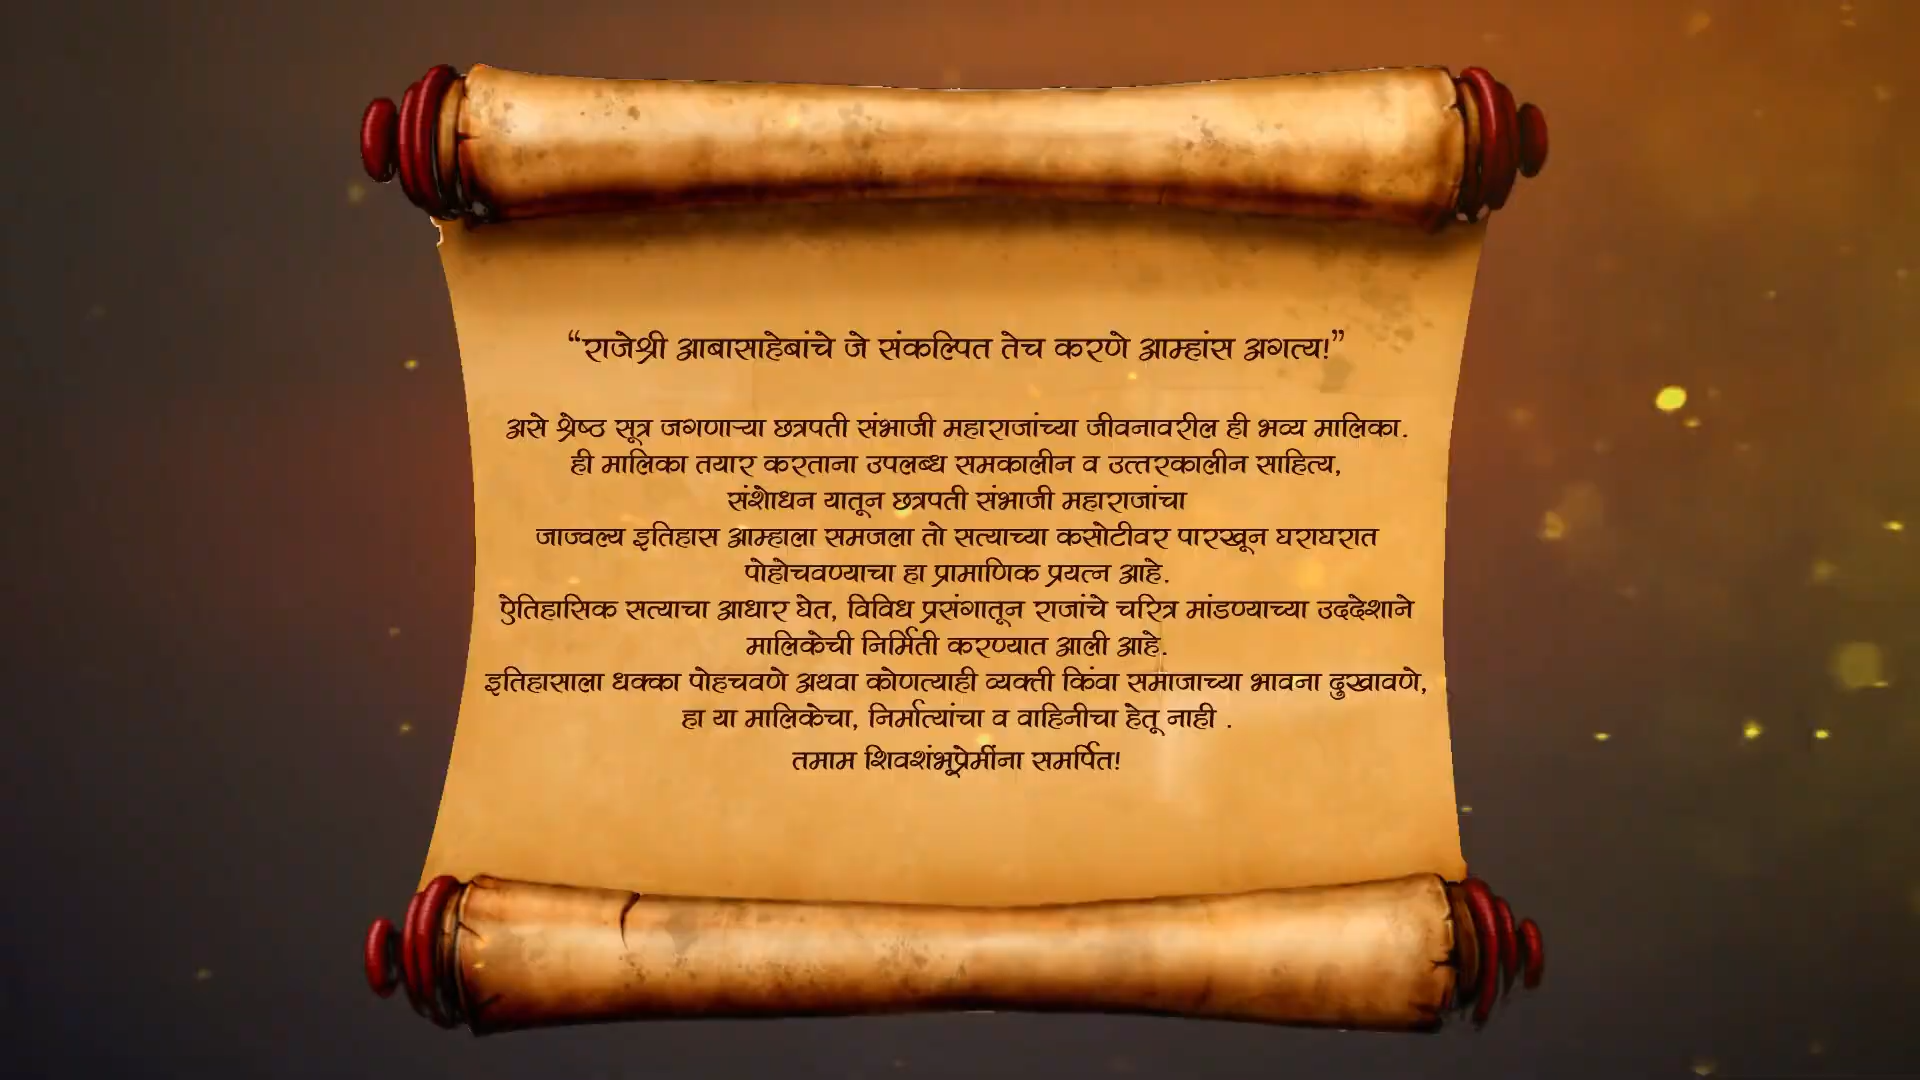 “राजेश्री आबासाहेबांचे जे संकल्पित तेच करणे आम्हांस अगत्य!”
असे श्रेष्ठ सूत्र जगणाऱ्या छत्रपती संभाजी महाराजांच्या जीवनावरील ही भव्य मालिका.
ही मालिका तयार करताना उपलब्ध समकालीन व उत्तरकालीन साहित्य,
संशोधन यातून छत्रपती संभाजी महाराजांचा
जाज्वल्य इतिहास आम्हाला समजला तो सत्याच्या कसोटीवर पारखून घराघरात
पोहोचवण्याचा हा प्रामाणिक प्रयत्न आहे.
ऐतिहासिक सत्याचा आधार घेत, विविध प्रसंगातून राजांचे चरित्र मांडण्याच्या उददेशाने
मालिकेची निर्मिती करण्यात आली आहे.
इतिहासाला धक्का पोहचवणे अथवा कोणत्याही व्यक्ती किंवा समाजाच्या भावना दुखावणे,
हा या मालिकेचा, निर्मात्यांचा व वाहिनीचा हेतू नाही .
तमाम शिवशंभूप्रेमींना समर्पित!